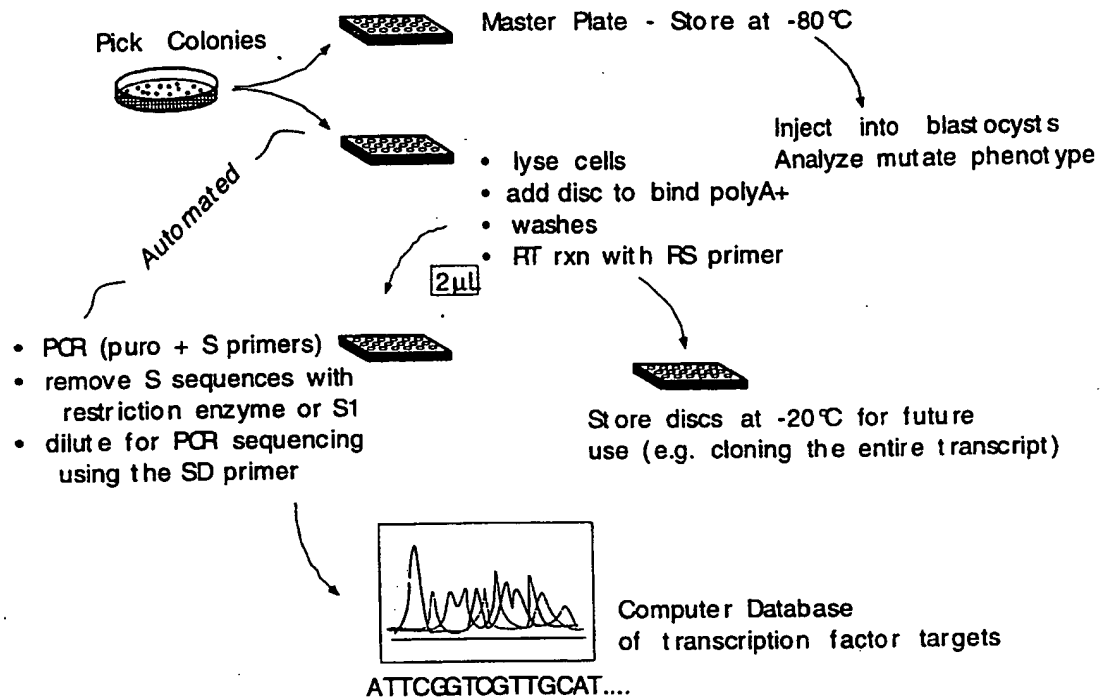 Pick Colonies
Master Plate - Store at -80°C
Inject into blastocysts
Analyze mutate phenotype
Automated
• lyse cells
• add disc to bind polyA+
• washes
• RT rxn with RS primer
2µL
• PCR (puro + S primers)
• remove S sequences with
restriction enzyme or S1
• dilute for PCR sequencing
using the SD primer
Store discs at -20°C for future
use (e.g. cloning the entire transcript)
Computer Database
of transcription factor targets
ATTCGGTCGTTGCAT....